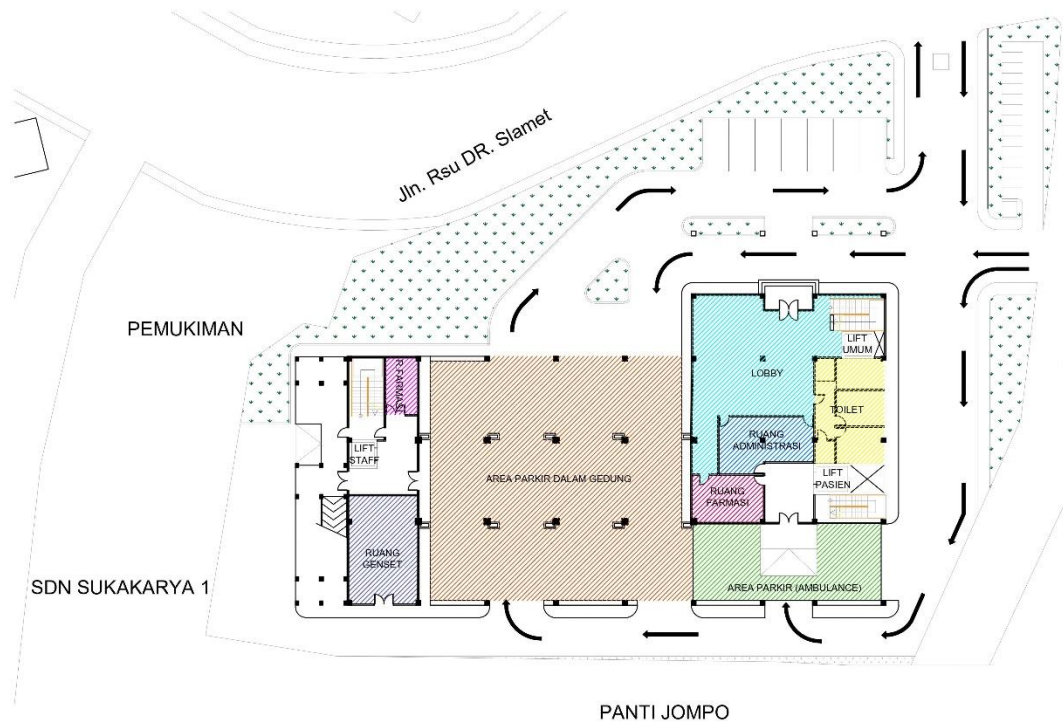 Jln. Rsu DR. Slamet
PEMUKIMAN
LIFT
UMUM
R.FARMASI
LOBBY
TOILET
RUANG
ADMINISTRASI
LIFT
STAFF
AREA PARKIR DALAM GEDUNG
LIFT
PASIEN
RUANG
FARMASI
RUANG
GENSET
SDN SUKAKARYA 1
AREA PARKIR (AMBULANCE)
PANTI JOMPO